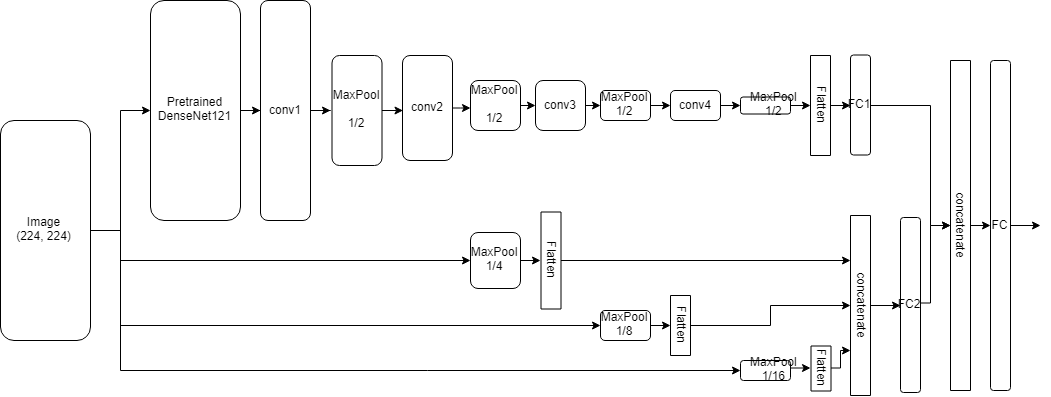 Pretrained
DenseNet121
conv1
MaxPool
1/2
conv2
MaxPool
1/2
conv3
MaxPool
1/2
conv4
MaxPool
1/2
Flatten
FC1
Image
(224, 224)
MaxPool
1/4
Flatten
MaxPool
1/8
Flatten
MaxPool
1/16
Flatten
concatenate
FC2
concatenate
FC